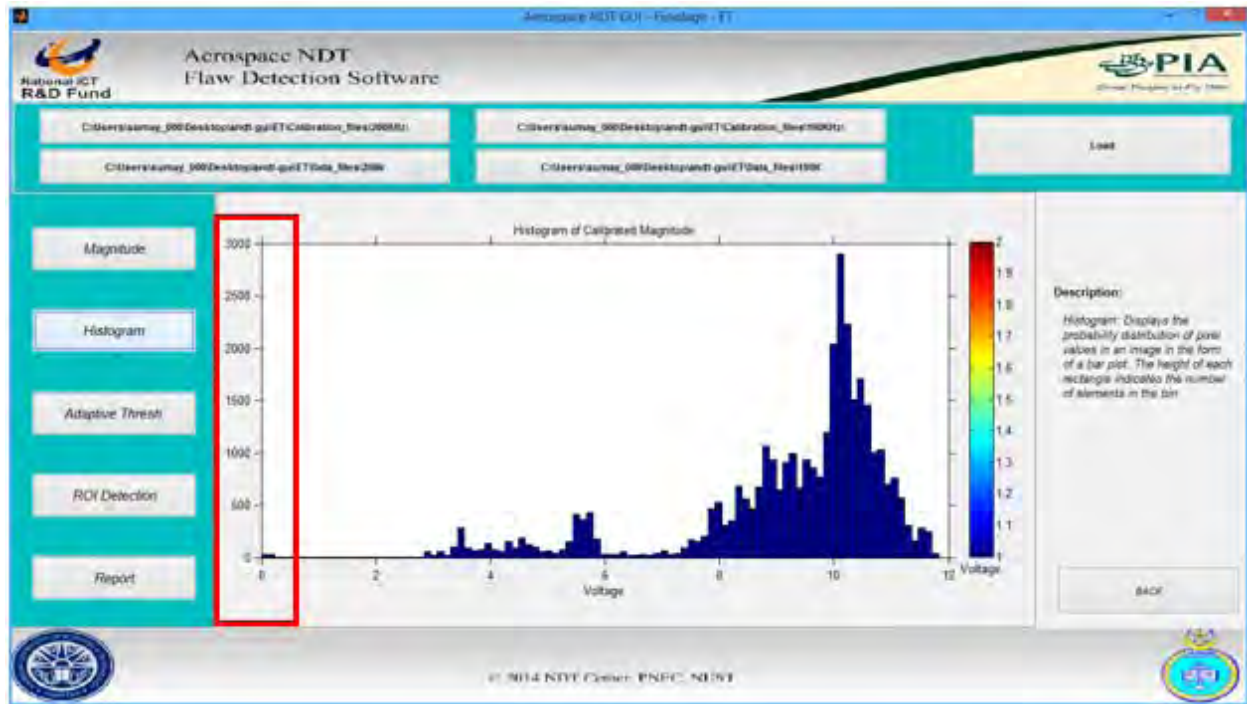 Aerospace NDT GUI - Fuselage - ET
National ICT
R&D Fund
Aerospace NDT
Flaw Detection Software
PIA
Load
Magnitude
Histogram
Adaptive Thresh
ROI Detection
Report
Histogram of Calibrated Magnitude
3000
2500
2000
1500
1000
500
0
0 2 4 6 8 10 12
Voltage
2
1.9
1.8
1.7
1.6
1.5
1.4
1.3
1.2
1.1
1
Voltage
Description:
Histogram: Displays the
probability distribution of pixel
values in an image in the form
of a bar plot. The height of each
rectangle indicates the number
of elements in the bin
BACK
© 2014 NDT Center, PNEC, NUST